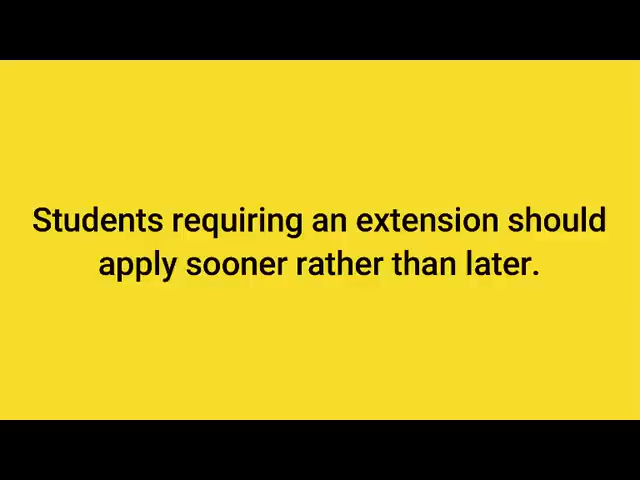 Students requiring an extension should
apply sooner rather than later.